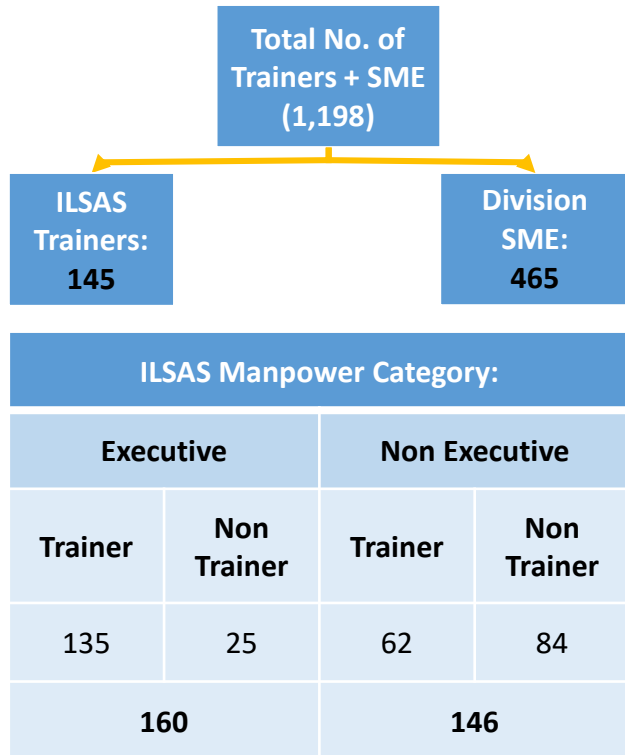 Total No. of
Trainers + SME
(1,198)
ILSAS
Trainers:
145
Division
SME:
465
ILSAS Manpower Category:
Executive
Non Executive
Trainer
Non
Trainer
Trainer
Non
Trainer
135
25
62
84
160
146